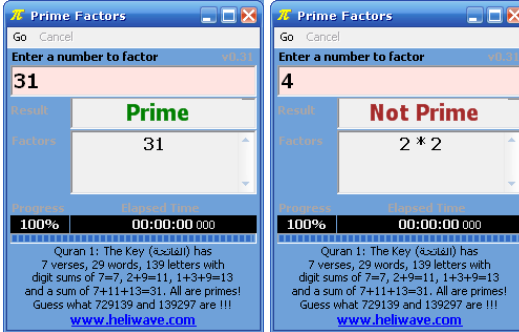 π Prime Factors
Go Cancel
Enter a number to factor v0.31
31
Result Prime
Factors 31
Progress Elapsed Time
100% 00:00:00 000
Quran 1: The Key (الفاتحة) has
7 verses, 29 words, 139 letters with
digit sums of 7=7, 2+9=11, 1+3+9=13
and a sum of 7+11+13=31. All are primes!
Guess what 729139 and 139297 are !!!
www.heliwave.com
π Prime Factors
Go Cancel
Enter a number to factor v0.31
4
Result Not Prime
Factors 2 * 2
Progress Elapsed Time
100% 00:00:00 000
Quran 1: The Key (الفاتحة) has
7 verses, 29 words, 139 letters with
digit sums of 7=7, 2+9=11, 1+3+9=13
and a sum of 7+11+13=31. All are primes!
Guess what 729139 and 139297 are !!!
www.heliwave.com